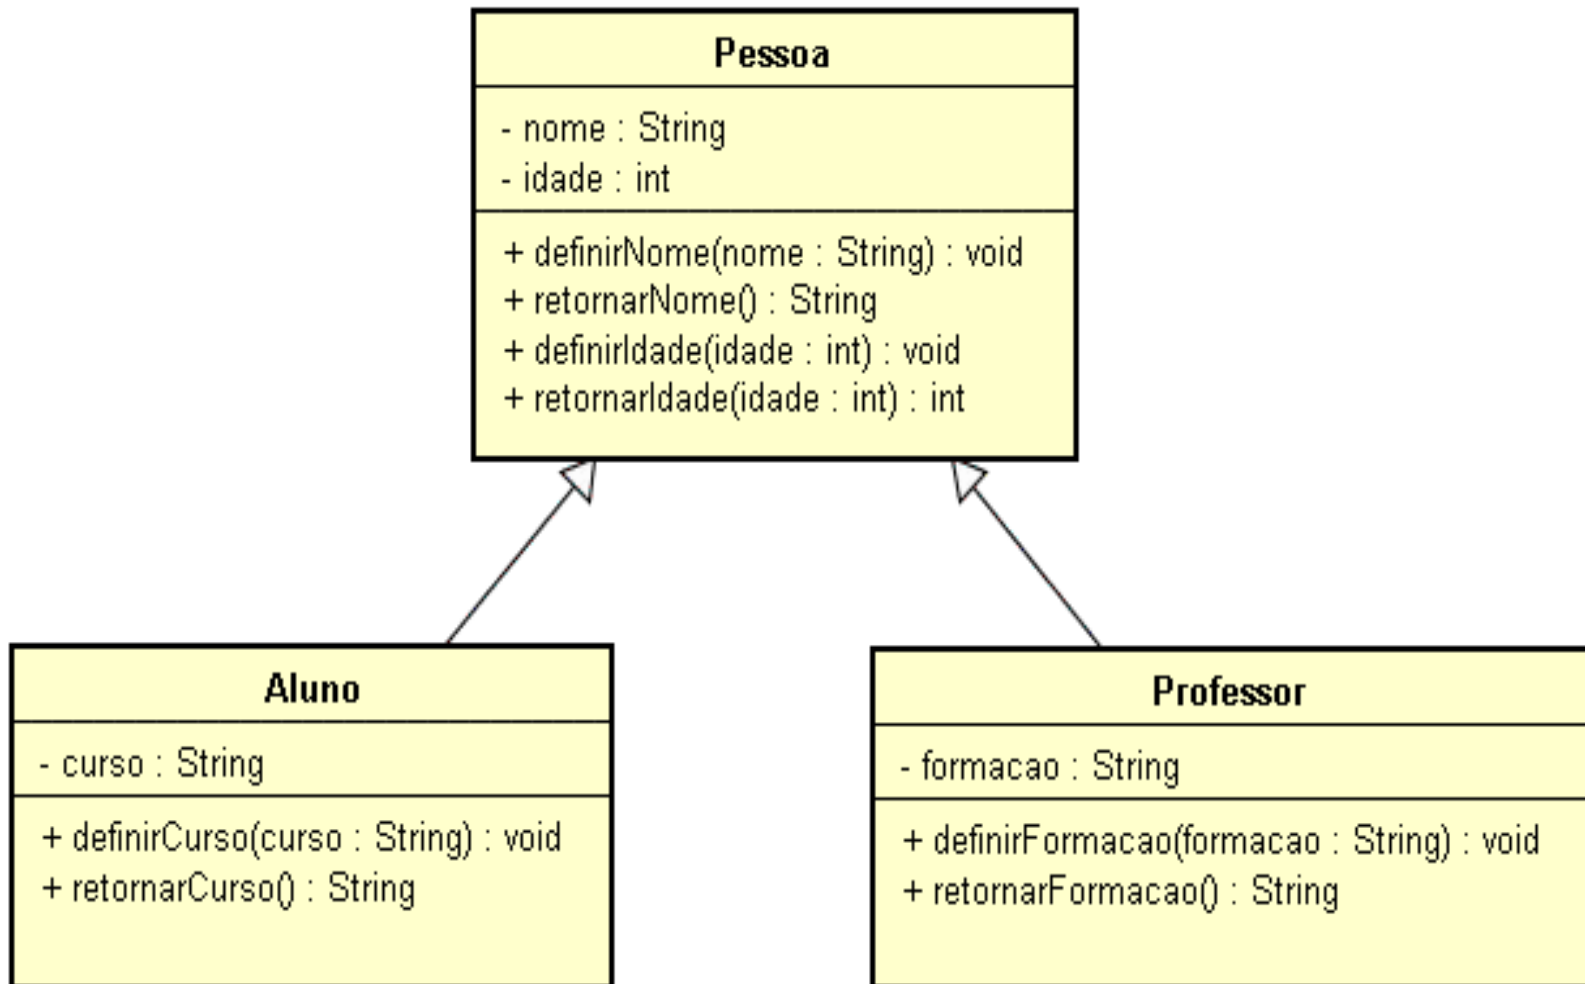 Pessoa
- nome : String
- idade : int
+ definirNome(nome : String) : void
+ retornarNome() : String
+ definirIdade(idade : int) : void
+ retornarIdade(idade : int) : int
Aluno
- curso : String
+ definirCurso(curso : String) : void
+ retornarCurso() : String
Professor
- formacao : String
+ definirFormacao(formacao : String) : void
+ retornarFormacao() : String